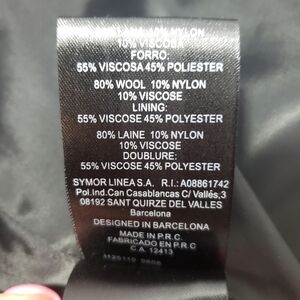 10% NYLON
10% VISCOSA
FORRO:
55% VISCOSA 45% POLIESTER
80% WOOL 10% NYLON
10% VISCOSE
LINING:
55% VISCOSE 45% POLYESTER
80% LAINE 10% NYLON
10% VISCOSE
DOUBLURE:
55% VISCOSE 45% POLYESTER
SYMOR LINEA S.A. R.I.: A08861742
Pol.Ind.Can Casablancas C/ Vallès,3
08192 SANT QUIRZE DEL VALLES
Barcelona
DESIGNED IN BARCELONA
MADE IN P.R.C.
FABRICADO EN P.R.C
C.A. 12413